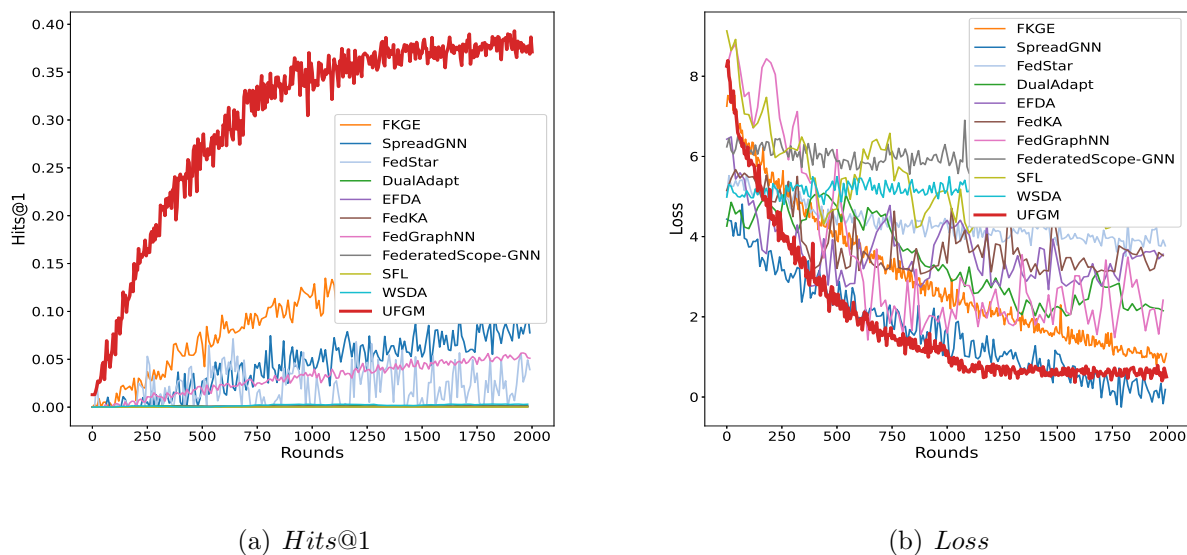 0.40
0.35
0.30
0.25
0.20
0.15
0.10
0.05
0.00
Hits@1
FKGE
SpreadGNN
FedStar
DualAdapt
EFDA
FedKA
FedGraphNN
FederatedScope-GNN
SFL
WSDA
UFGM
0 250 500 750 1000 1250 1500 1750 2000
Rounds
(a) Hits@1
8
6
4
2
0
Loss
FKGE
SpreadGNN
FedStar
DualAdapt
EFDA
FedKA
FedGraphNN
FederatedScope-GNN
SFL
WSDA
UFGM
0 250 500 750 1000 1250 1500 1750 2000
Rounds
(b) Loss